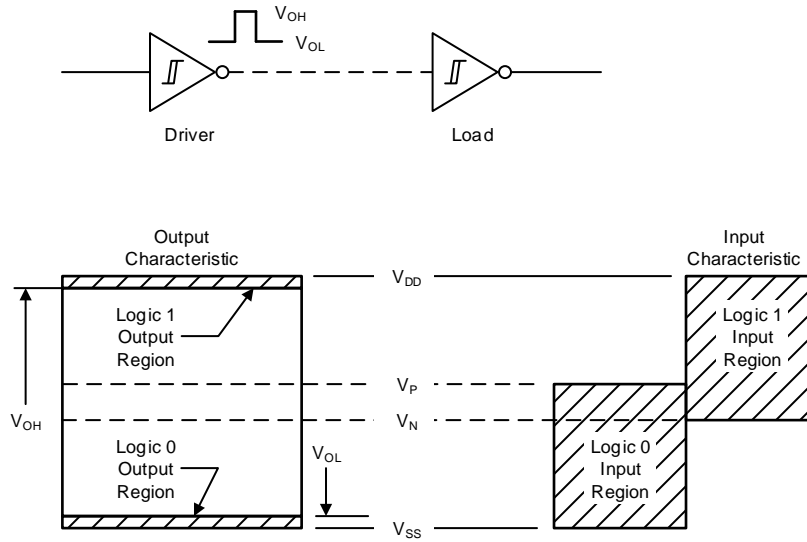 VOH
VOL
Driver
Load
Output
Characteristic
Input
Characteristic
VDD
Logic 1
Output
Region
Logic 1
Input
Region
VP
VOH
VN
Logic 0
Output
Region
VOL
Logic 0
Input
Region
VSS